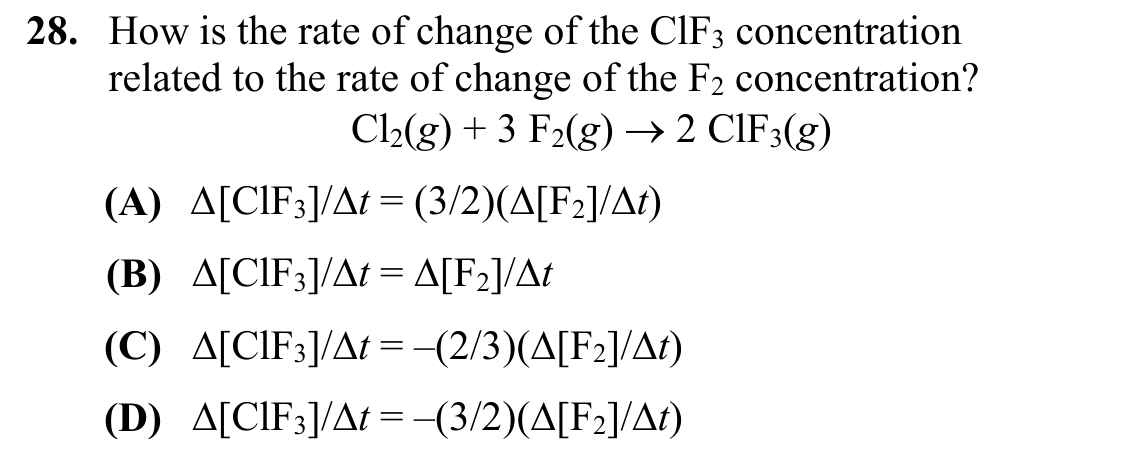 28. How is the rate of change of the ClF₃ concentration
related to the rate of change of the F₂ concentration?
Cl₂(g) + 3 F₂(g) → 2 ClF₃(g)
(A) Δ[ClF₃]/Δt = (3/2)(Δ[F₂]/Δt)
(B) Δ[ClF₃]/Δt = Δ[F₂]/Δt
(C) Δ[ClF₃]/Δt = –(2/3)(Δ[F₂]/Δt)
(D) Δ[ClF₃]/Δt = –(3/2)(Δ[F₂]/Δt)